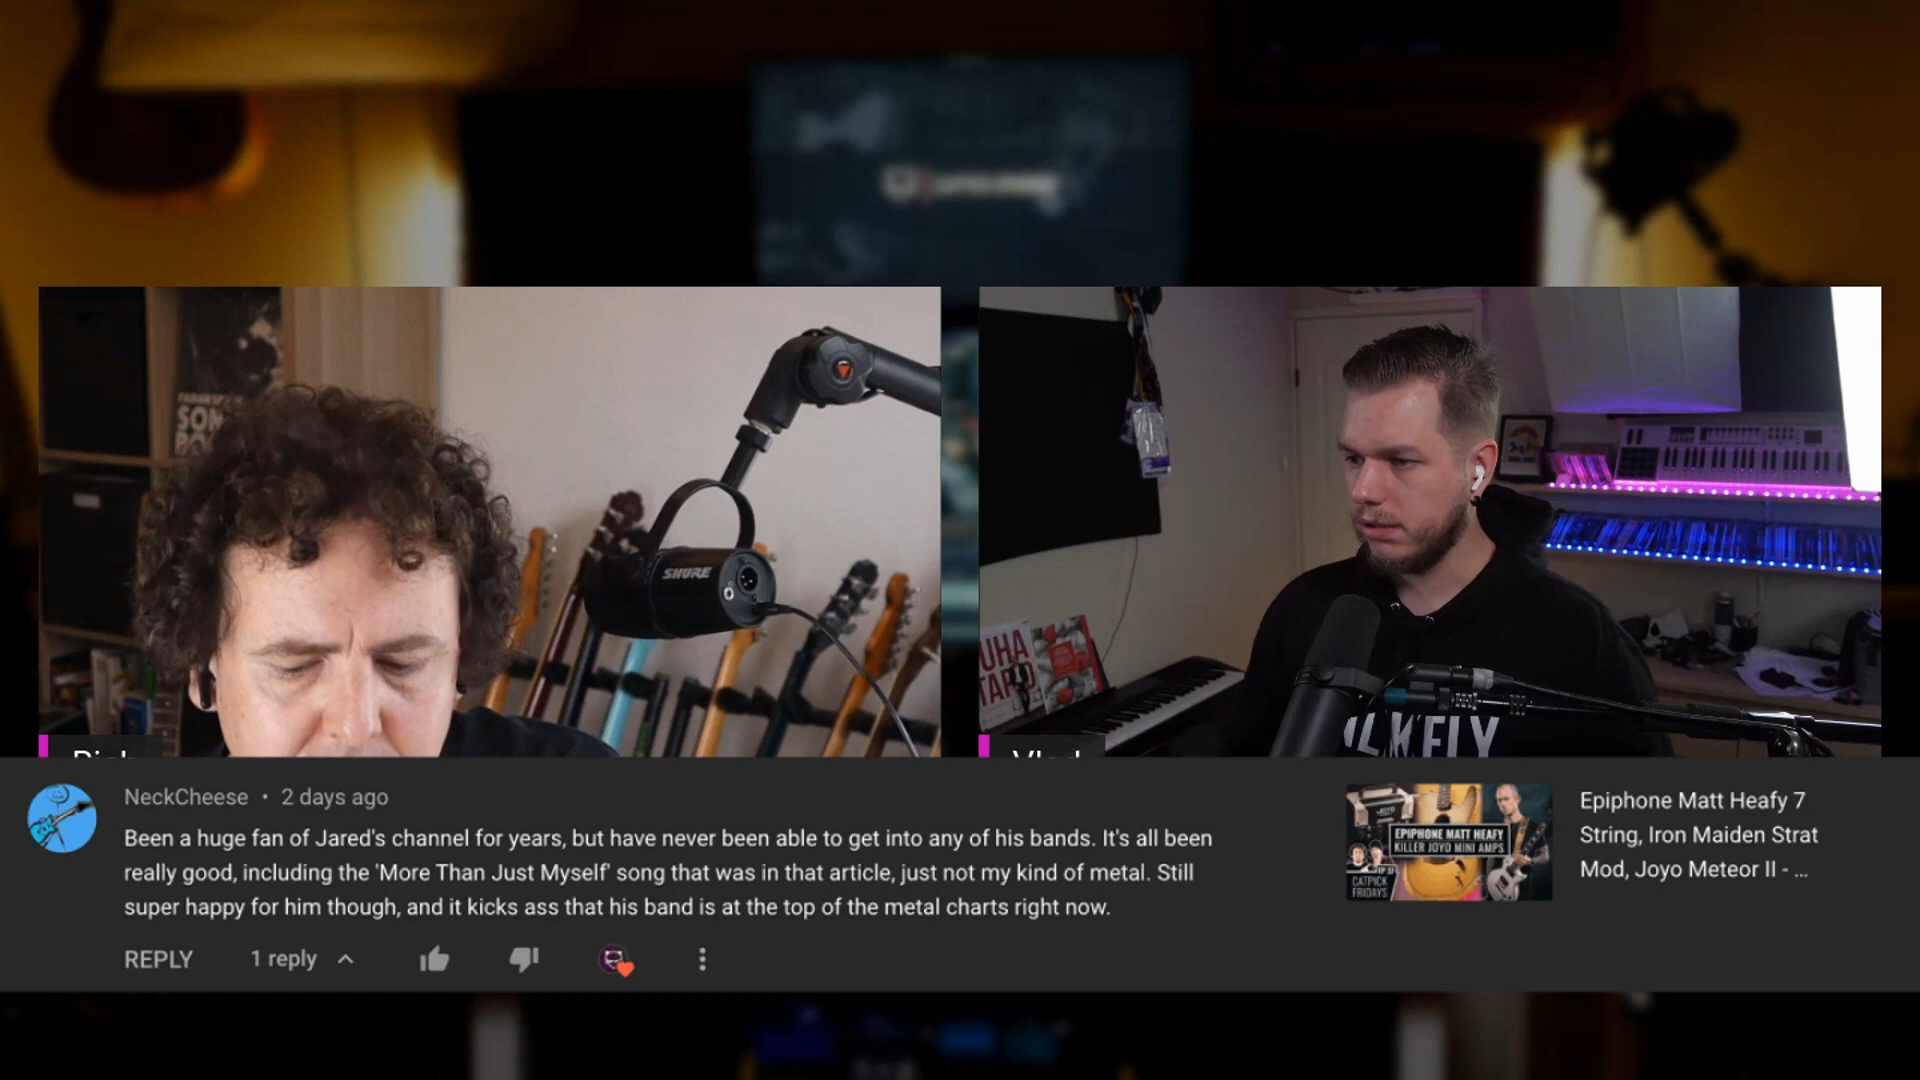 SHURE
NeckCheese • 2 days ago
Been a huge fan of Jared's channel for years, but have never been able to get into any of his bands. It's all been
really good, including the 'More Than Just Myself' song that was in that article, just not my kind of metal. Still
super happy for him though, and it kicks ass that his band is at the top of the metal charts right now.
REPLY
1 reply
EPIPHONE MATT HEAFY
KILLER JOYO MINI AMPS
CATPICK
FRIDAYS
Epiphone Matt Heafy 7
String, Iron Maiden Strat
Mod, Joyo Meteor II - ...